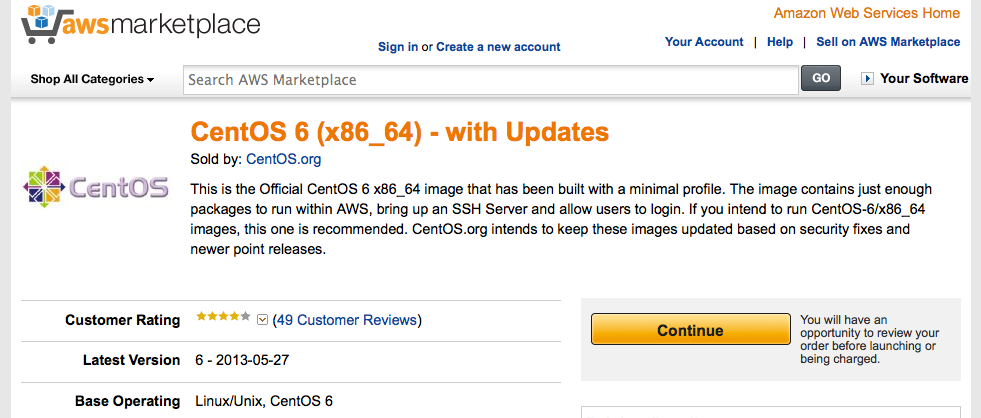 awsmarketplace
Amazon Web Services Home
Sign in or Create a new account
Your Account | Help | Sell on AWS Marketplace
Shop All Categories
Search AWS Marketplace
GO
Your Software
CentOS 6 (x86_64) - with Updates
Sold by: CentOS.org
CentOS
This is the Official CentOS 6 x86_64 image that has been built with a minimal profile. The image contains just enough
packages to run within AWS, bring up an SSH Server and allow users to login. If you intend to run CentOS-6/x86_64
images, this one is recommended. CentOS.org intends to keep these images updated based on security fixes and
newer point releases.
Customer Rating (49 Customer Reviews)
Latest Version 6 - 2013-05-27
Base Operating Linux/Unix, CentOS 6
Continue
You will have an
opportunity to review your
order before launching or
being charged.